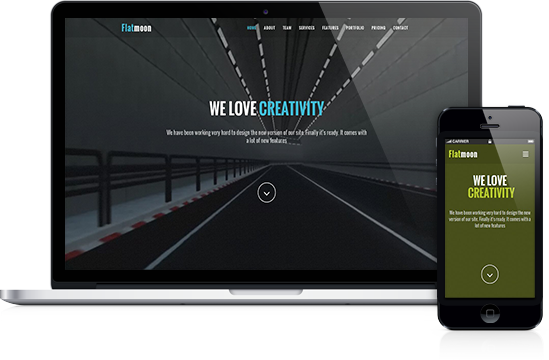 Flatmoon HOME ABOUT TEAM SERVICES FEATURES PORTFOLIO PRICING CONTACT
WE LOVE CREATIVITY
We have been working very hard to design the new version of our site. Finally it's ready. It comes with
a lot of new features
CARRIER
Flatmoon
WE LOVE
CREATIVITY
We have been working very hard to design the new
version of our site. Finally it's ready. It comes with
a lot of new features